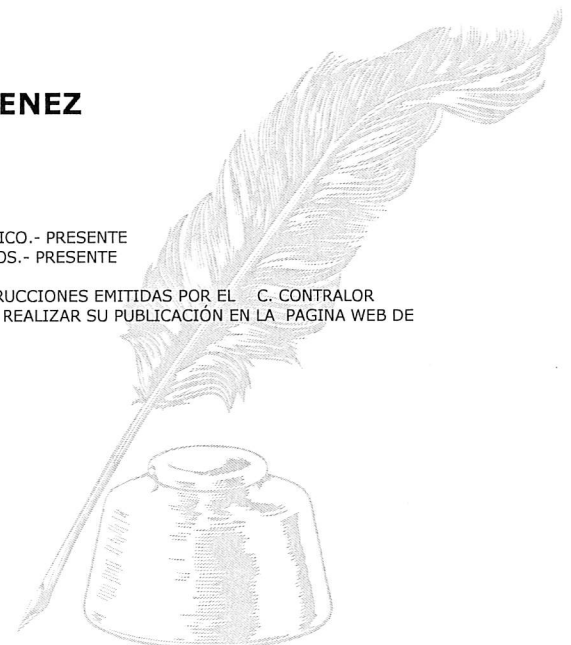 ENEZ
ICO.- PRESENTE
OS.- PRESENTE
RUCCIONES EMITIDAS POR EL C. CONTRALOR
REALIZAR SU PUBLICACIÓN EN LA PAGINA WEB DE